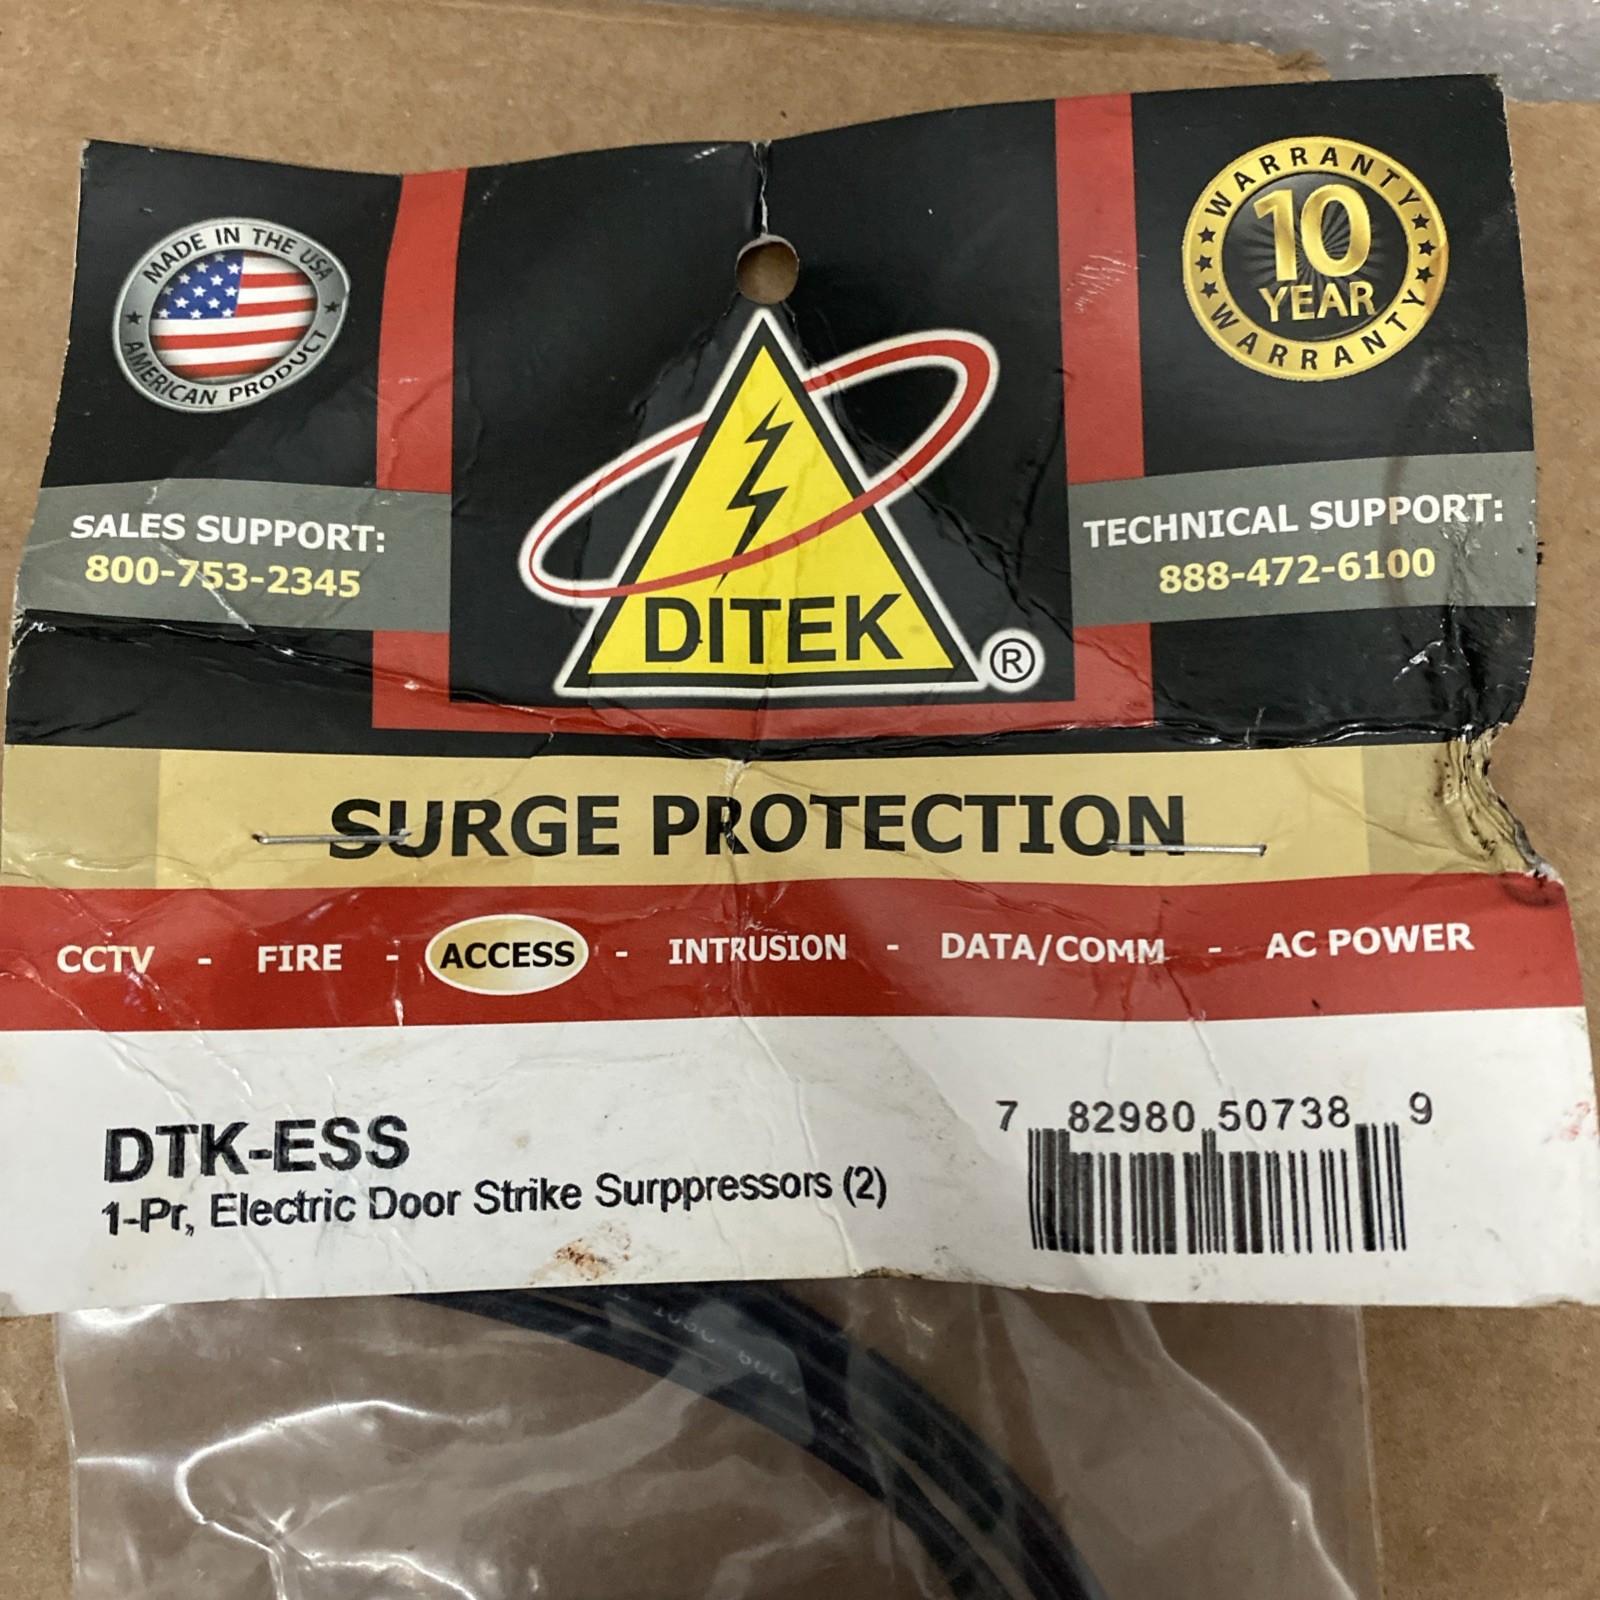 MADE IN THE USA
AMERICAN PRODUCT
WARRANTY
10
YEAR
WARRANTY
SALES SUPPORT:
800-753-2345
DITEK
®
TECHNICAL SUPPORT:
888-472-6100
SURGE PROTECTION
CCTV - FIRE - ACCESS - INTRUSION - DATA/COMM - AC POWER
DTK-ESS
1-Pr, Electric Door Strike Surppressors (2)
7 82980 50738 9